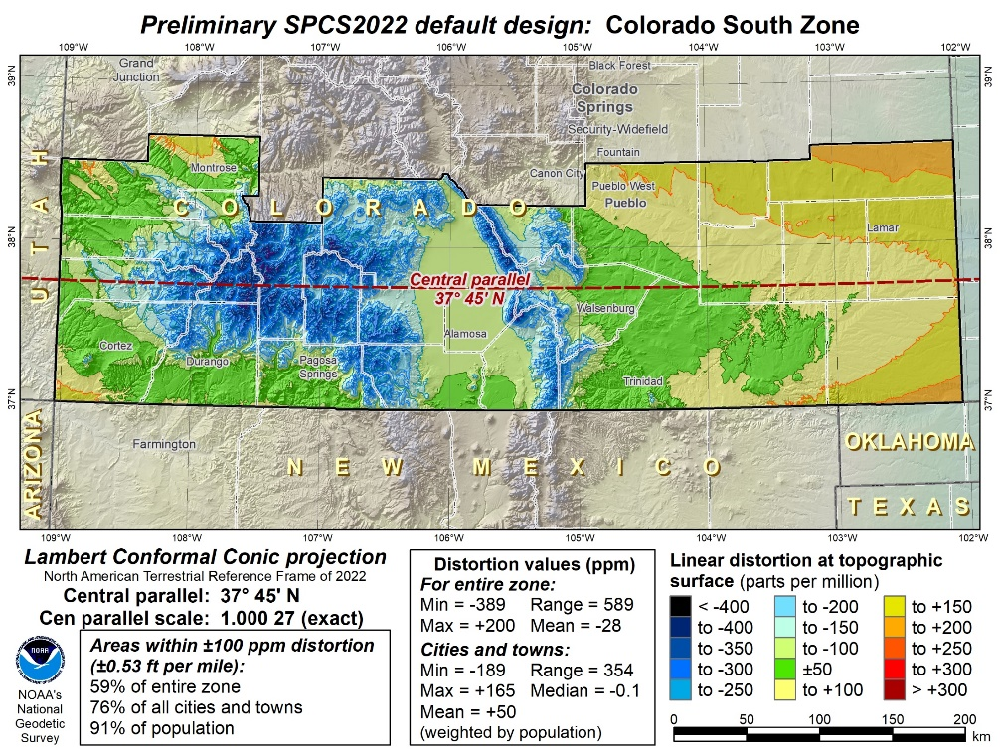 Preliminary SPCS2022 default design: Colorado South Zone
109°W 108°W 107°W 106°W 105°W 104°W 103°W 102°W
39°N 39°N
Grand
Junction
Black Forest
Colorado
Springs
Security-Widefield
Fountain
Montrose
Canon City
Pueblo West
Pueblo
UTAH
COLORADO
38°N 38°N
Lamar
Central parallel
37° 45' N
Walsenburg
Alamosa
Cortez
Durango
Pagosa
Springs
Trinidad
37°N 37°N
ARIZONA
Farmington
NEW MEXICO
OKLAHOMA
TEXAS
109°W 108°W 107°W 106°W 105°W 104°W 103°W 102°W
Lambert Conformal Conic projection
North American Terrestrial Reference Frame of 2022
Central parallel: 37° 45' N
Cen parallel scale: 1.000 27 (exact)
NOAA
NOAA's
National
Geodetic
Survey
Areas within ±100 ppm distortion
(±0.53 ft per mile):
59% of entire zone
76% of all cities and towns
91% of population
Distortion values (ppm)
For entire zone:
Min = -389 Range = 589
Max = +200 Mean = -28
Cities and towns:
Min = -189 Range = 354
Max = +165 Median = -0.1
Mean = +50
(weighted by population)
Linear distortion at topographic
surface (parts per million)
< -400 to -200 to +150
to -400 to -150 to +200
to -350 to -100 to +250
to -300 ±50 to +300
to -250 to +100 > +300
0 50 100 150 200
km